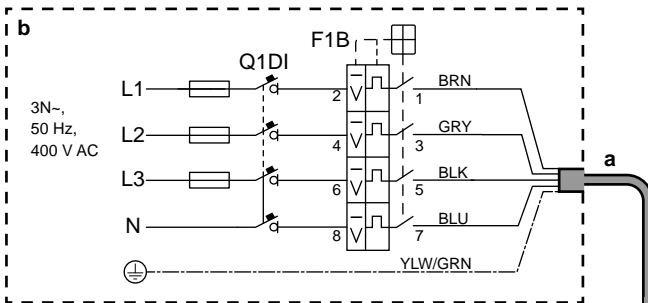 b
F1B
Q1DI
L1 2 1 BRN
3N~,
50 Hz,
400 V AC
L2 4 3 GRY
L3 6 5 BLK
a
N 8 7 BLU
YLW/GRN